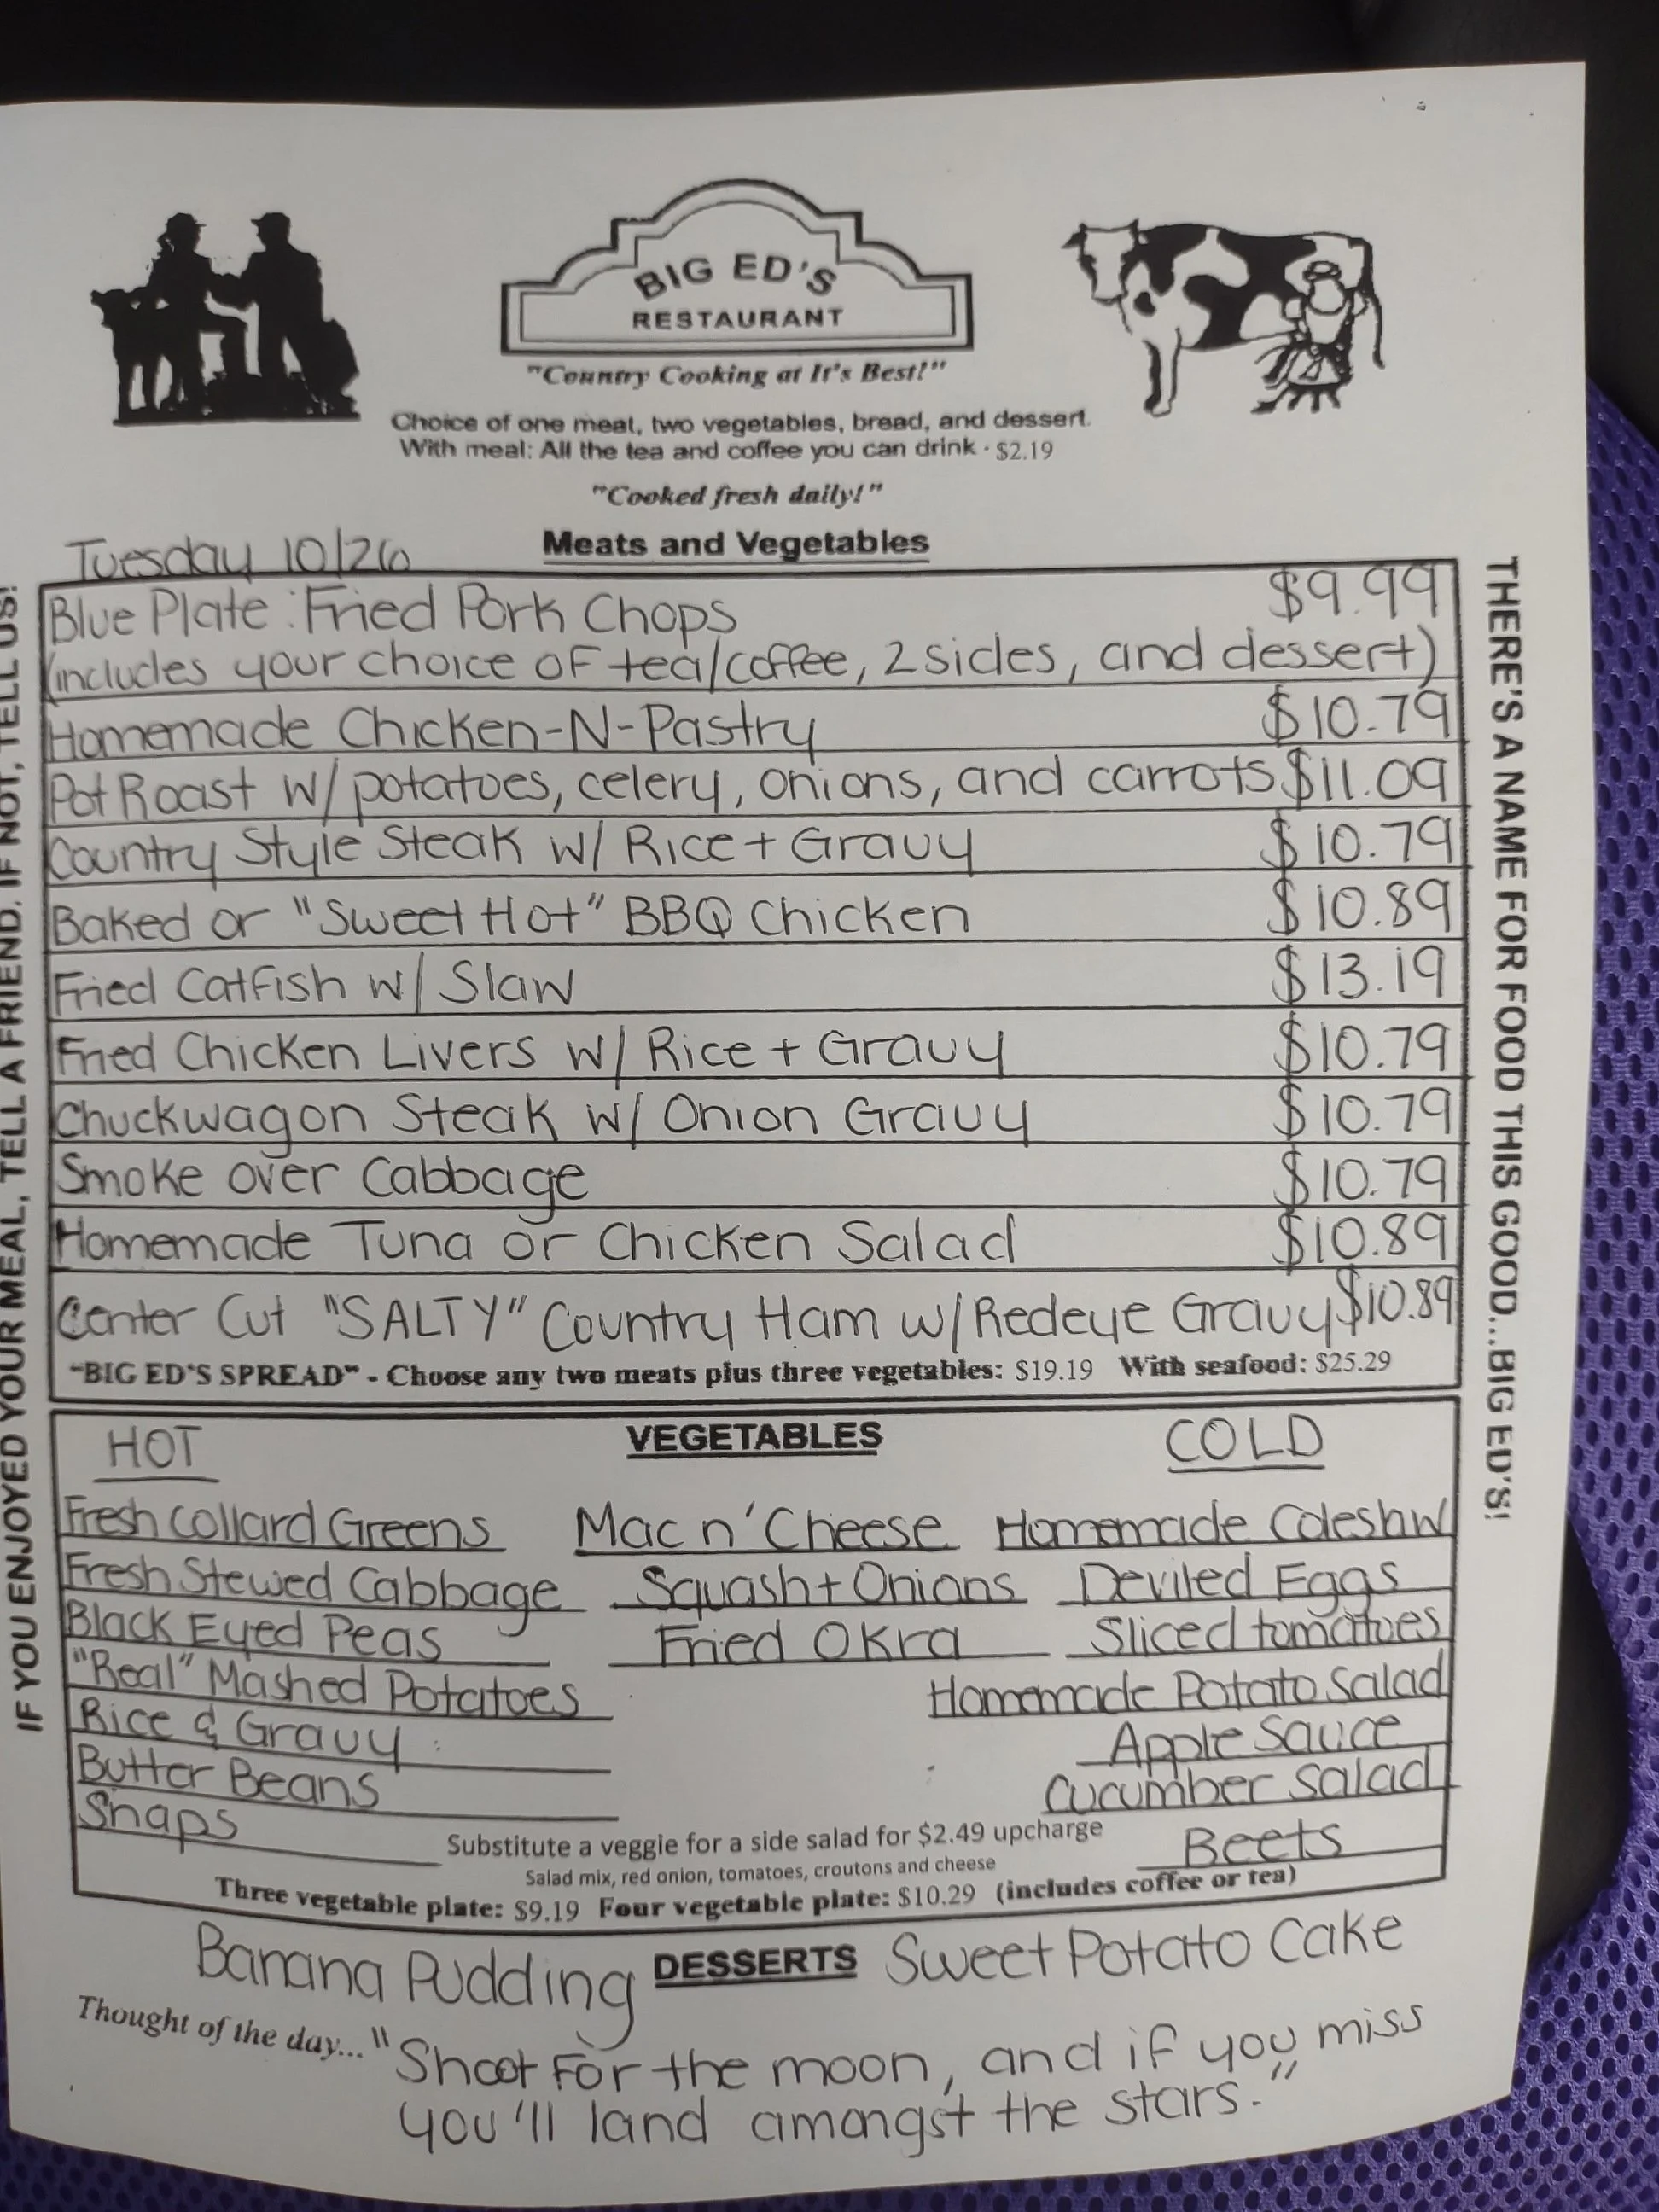 BIG ED'S
RESTAURANT
"Country Cooking at It's Best!"
Choice of one meat, two vegetables, bread, and dessert.
With meal: All the tea and coffee you can drink - $2.19
"Cooked fresh daily!"
Tuesday 10/26 Meats and Vegetables
Blue Plate: Fried Pork Chops $9.99
(includes your choice of tea/coffee, 2 sides, and dessert)
Homemade Chicken-N-Pastry $10.79
Pot Roast w/ potatoes, celery, onions, and carrots $11.09
Country Style Steak w/ Rice + Gravy $10.79
Baked or "Sweet Hot" BBQ Chicken $10.89
Fried Catfish w/ Slaw $13.19
Fried Chicken Livers w/ Rice + Gravy $10.79
Chuckwagon Steak w/ Onion Gravy $10.79
Smoke over Cabbage $10.79
Homemade Tuna or Chicken Salad $10.89
Center Cut "SALTY" Country Ham w/ Redeye Gravy $10.89
"BIG ED'S SPREAD" - Choose any two meats plus three vegetables: $19.19 With seafood: $25.29
HOT VEGETABLES COLD
Fresh Collard Greens Mac n' Cheese Homemade Coleslaw
Fresh Stewed Cabbage Squash + Onions Deviled Eggs
Black Eyed Peas Fried Okra Sliced tomatoes
"Real" Mashed Potatoes Homemade Potato Salad
Rice & Gravy Apple Sauce
Butter Beans Cucumber Salad
Snaps Beets
Substitute a veggie for a side salad for $2.49 upcharge
Salad mix, red onion, tomatoes, croutons and cheese
Three vegetable plate: $9.19 Four vegetable plate: $10.29 (includes coffee or tea)
Banana Pudding DESSERTS Sweet Potato Cake
Thought of the day... "Shoot for the moon, and if you miss
you'll land amongst the stars."
IF YOU ENJOYED YOUR MEAL, TELL A FRIEND. IF NOT, TELL US!
THERE'S A NAME FOR FOOD THIS GOOD...BIG ED'S!